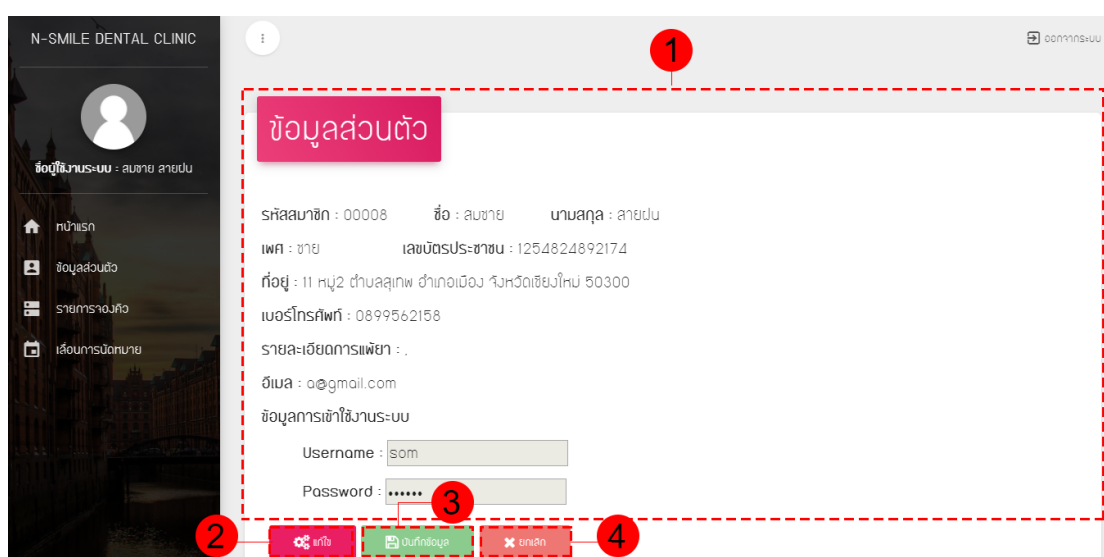 N-SMILE DENTAL CLINIC
ออกจากระบบ
1
ข้อมูลส่วนตัว
ชื่อผู้ใช้งานระบบ : สมชาย สายฝน
รหัสสมาชิก : 00008 ชื่อ : สมชาย นามสกุล : สายฝน
หน้าแรก
เพศ : ชาย เลขบัตรประชาชน : 1254824892174
ข้อมูลส่วนตัว
ที่อยู่ : 11 หมู่2 ตำบลสุเทพ อำเภอเมือง จังหวัดเชียงใหม่ 50300
รายการจองคิว
เบอร์โทรศัพท์ : 0899562158
เลื่อนการนัดหมาย
รายละเอียดการแพ้ยา : .
อีเมล : a@gmail.com
ข้อมูลการเข้าใช้งานระบบ
Username : som
Password : ••••••
3
2 แก้ไข บันทึกข้อมูล ยกเลิก 4